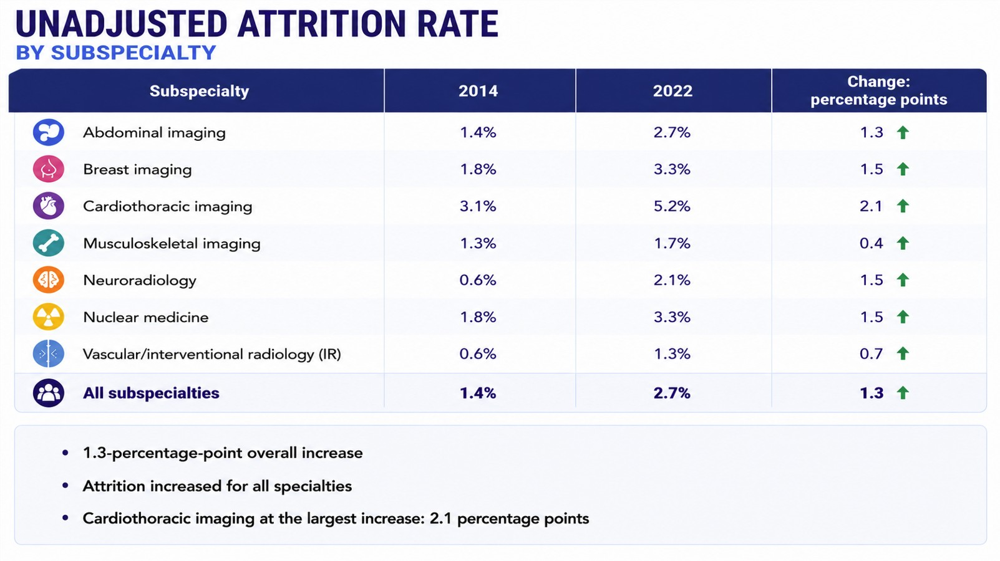 UNADJUSTED ATTRITION RATE
BY SUBSPECIALTY
Subspecialty 2014 2022 Change: percentage points
Abdominal imaging 1.4% 2.7% 1.3
Breast imaging 1.8% 3.3% 1.5
Cardiothoracic imaging 3.1% 5.2% 2.1
Musculoskeletal imaging 1.3% 1.7% 0.4
Neuroradiology 0.6% 2.1% 1.5
Nuclear medicine 1.8% 3.3% 1.5
Vascular/interventional radiology (IR) 0.6% 1.3% 0.7
All subspecialties 1.4% 2.7% 1.3
• 1.3-percentage-point overall increase
• Attrition increased for all specialties
• Cardiothoracic imaging at the largest increase: 2.1 percentage points